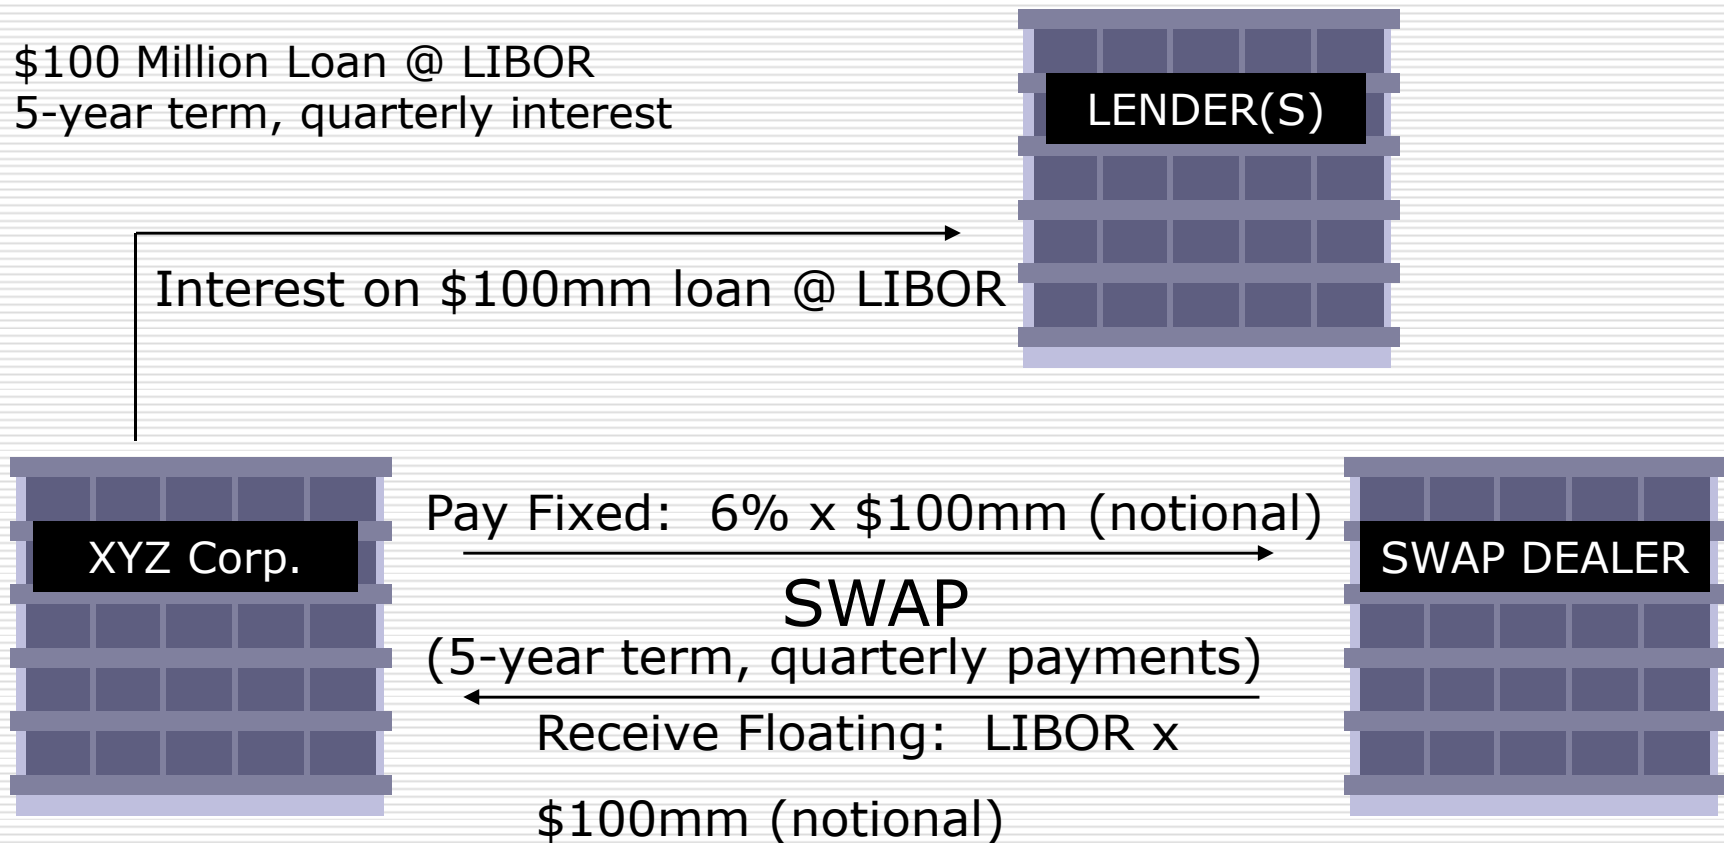 $100 Million Loan @ LIBOR
5-year term, quarterly interest
LENDER(S)
Interest on $100mm loan @ LIBOR
XYZ Corp.
Pay Fixed:  6% x $100mm (notional)
SWAP
(5-year term, quarterly payments)
Receive Floating:  LIBOR x
$100mm (notional)
SWAP DEALER